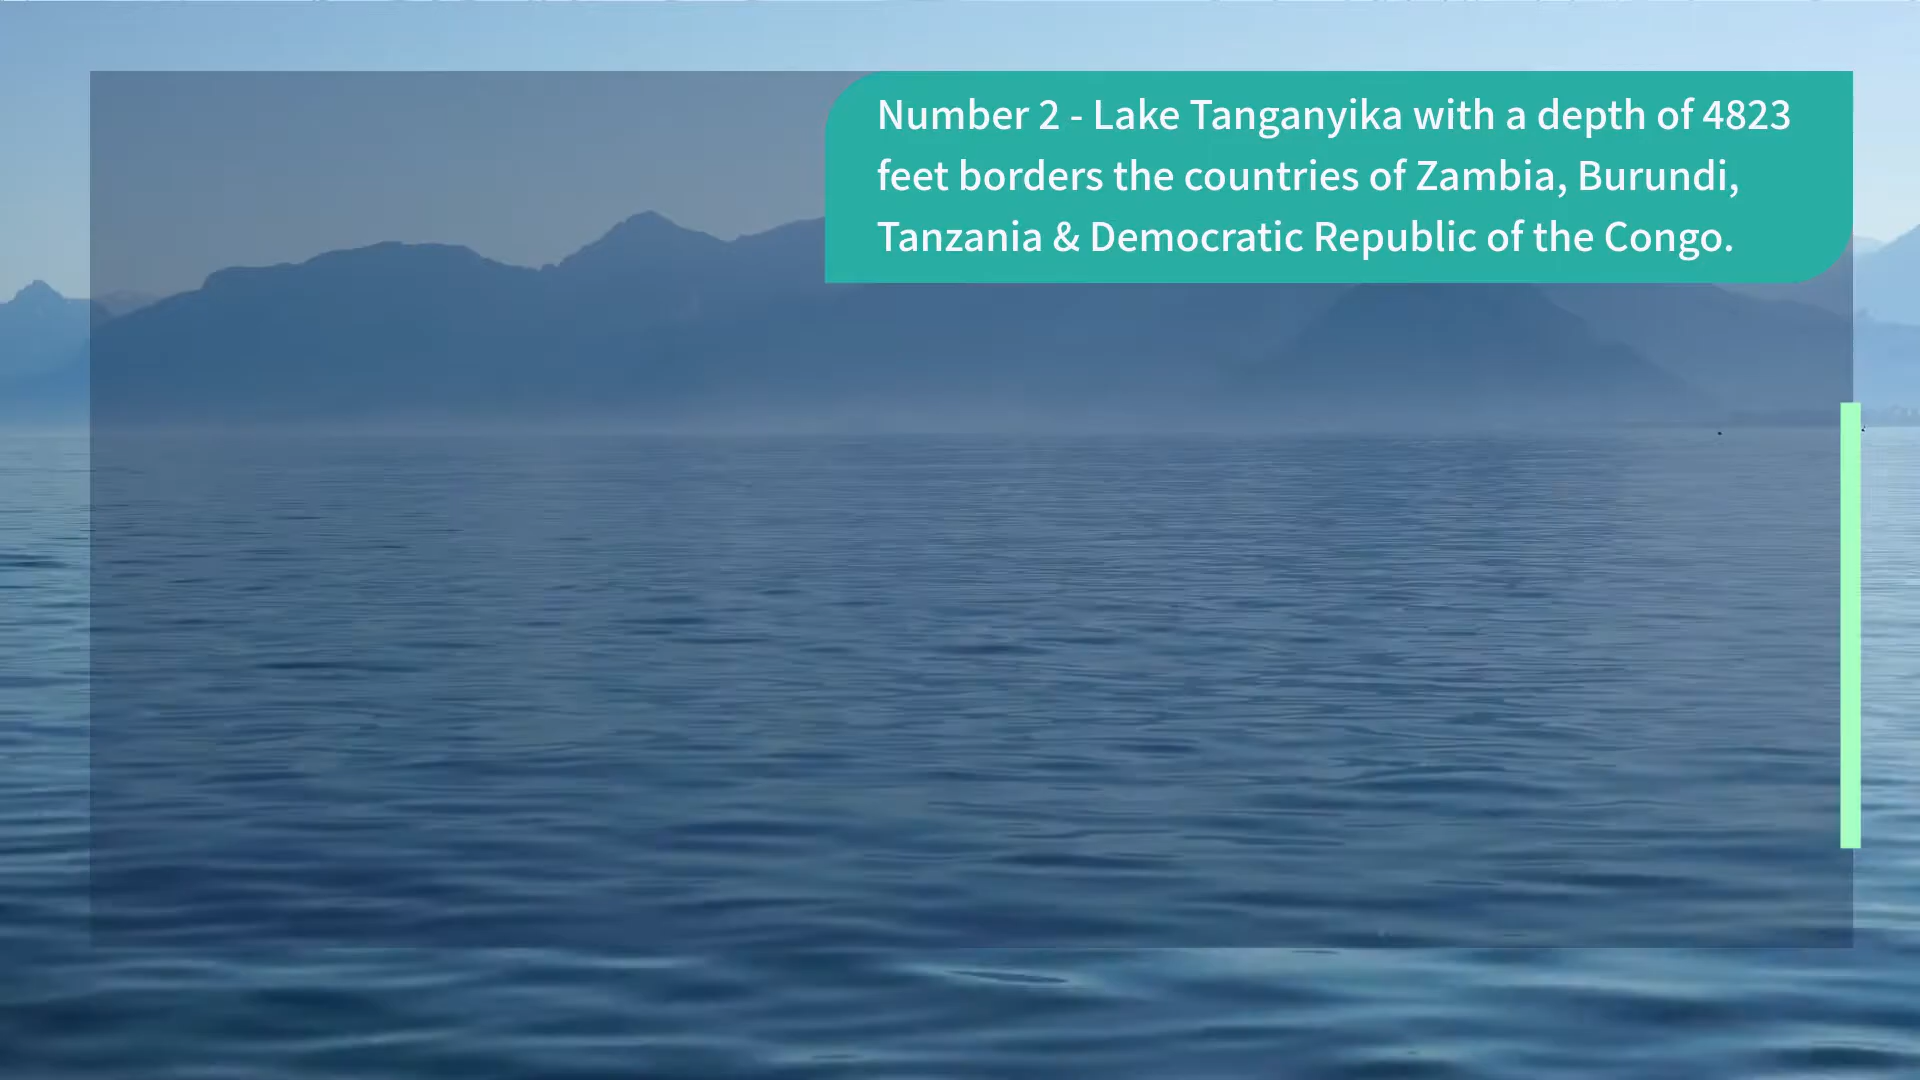 Number 2 - Lake Tanganyika with a depth of 4823
feet borders the countries of Zambia, Burundi,
Tanzania & Democratic Republic of the Congo.